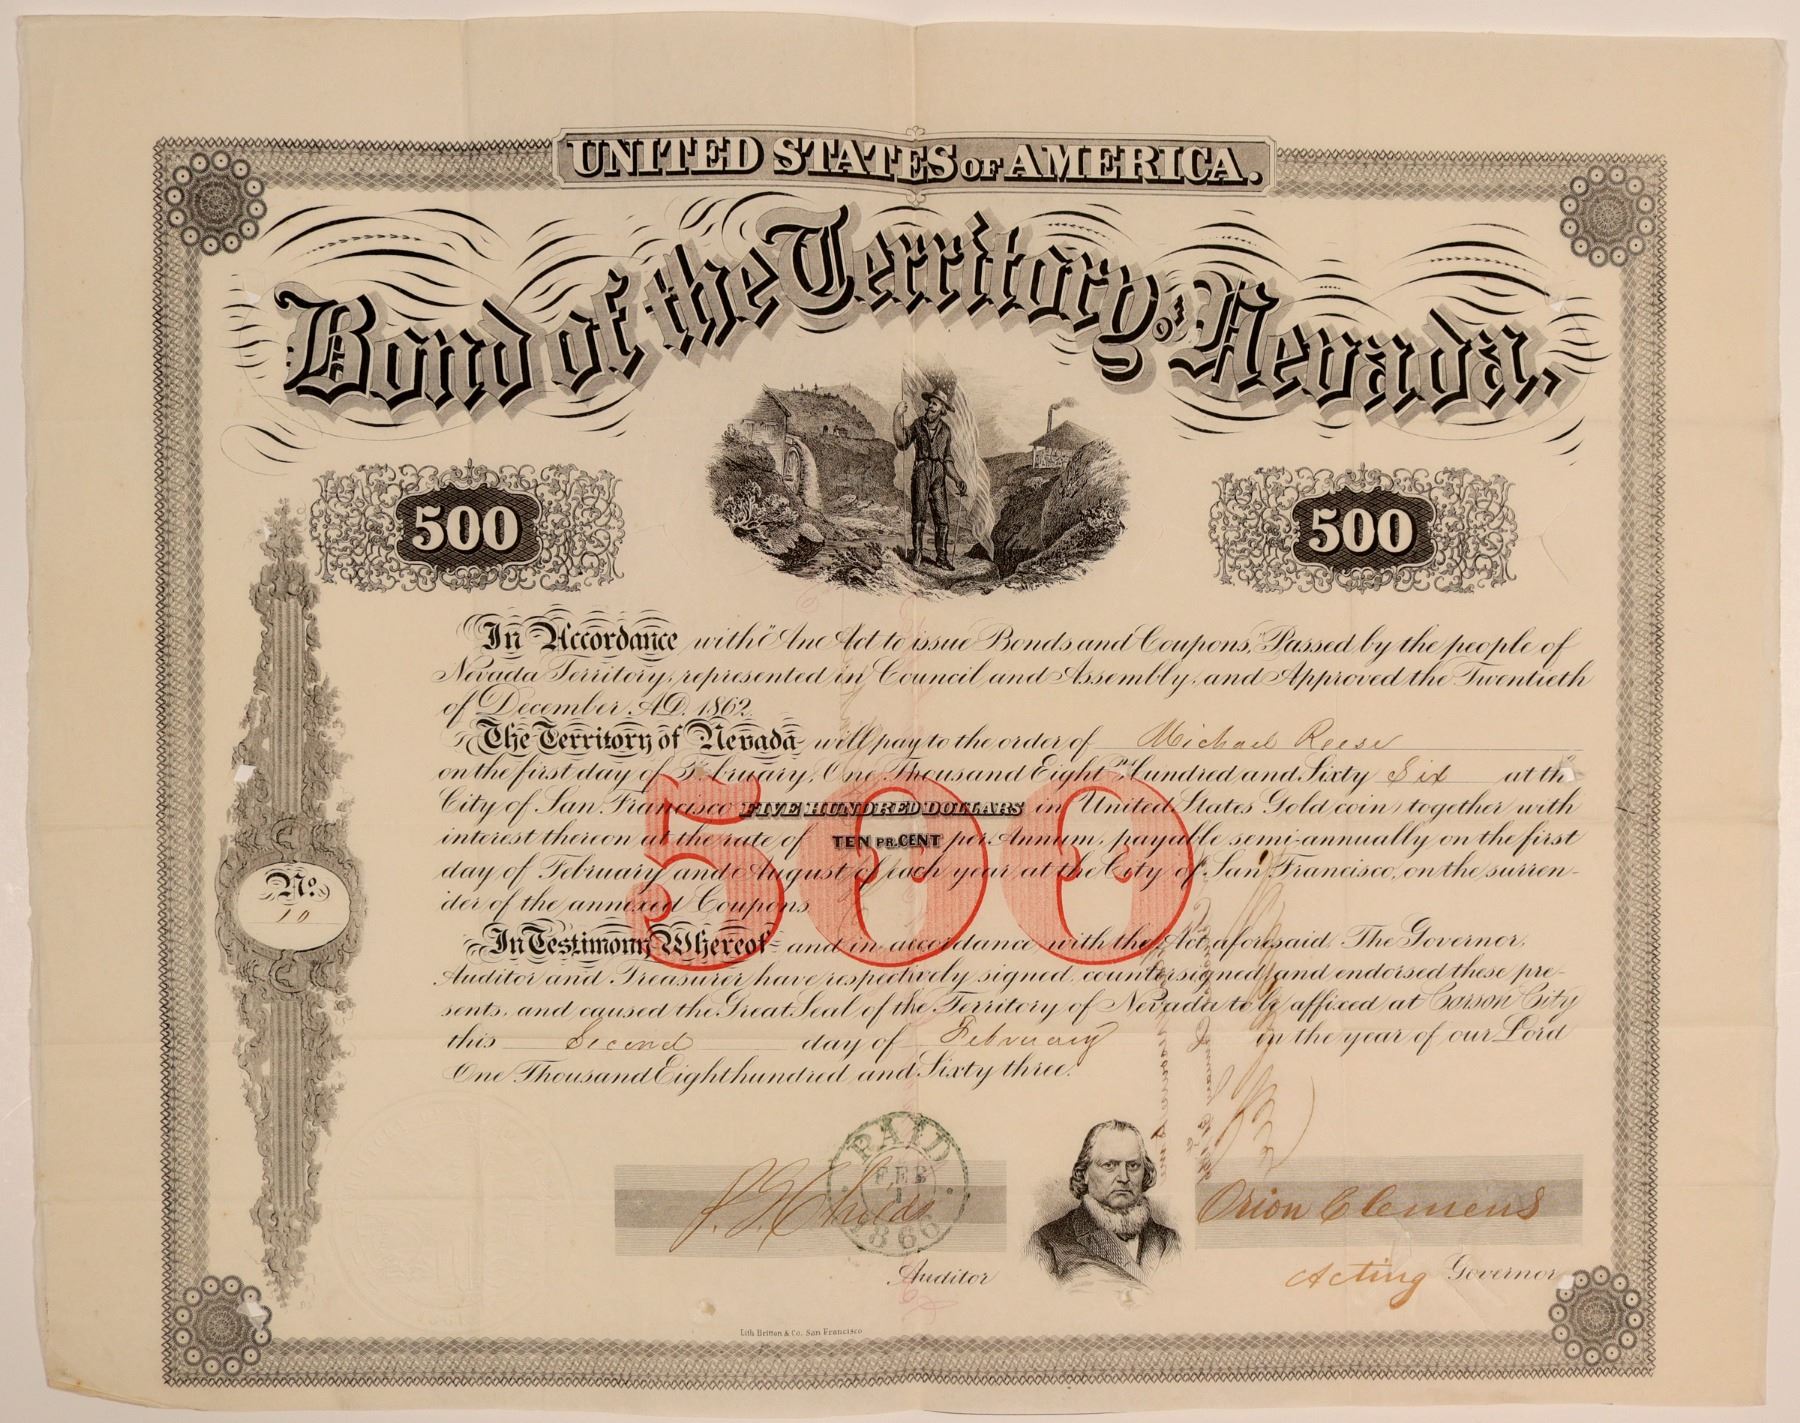 UNITED STATES OF AMERICA.
Bond of the Territory of Nevada,
500
500
In Accordance with "An Act to issue Bonds and Coupons," Passed by the people of
Nevada Territory, represented in Council and Assembly, and Approved the Twentieth
of December, A.D. 1862.
The Territory of Nevada will pay to the order of Michael Reese
on the first day of February, One Thousand Eight Hundred and Sixty Six at the
City of San Francisco FIVE HUNDRED DOLLARS in United States Gold coin, together with
interest thereon at the rate of TEN PR. CENT per Annum, payable semi-annually on the first
day of February and August of each year at the City of San Francisco, on the surren-
der of the annexed Coupons.
500
No.
10
In Testimony Whereof and in accordance with the Act aforesaid, The Governor,
Auditor and Treasurer have respectively signed, countersigned and endorsed these pre-
sents, and caused the Great Seal of the Territory of Nevada to be affixed at Carson City
this Second day of February in the year of our Lord
One Thousand Eight hundred and Sixty three.
PAID
FEB
1
1866
Childs
Auditor
Orion Clemens
Acting Governor
Lith Britton & Co. San Francisco